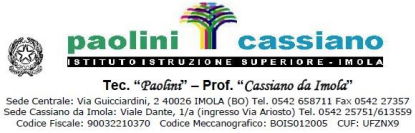 paolini cassiano
ISTITUTO ISTRUZIONE SUPERIORE - IMOLA
Tec. “Paolini” – Prof. “Cassiano da Imola”
Sede Centrale: Via Guicciardini, 2 40026 IMOLA (BO) Tel. 0542 658711 Fax 0542 27357
Sede Cassiano da Imola: Viale Dante, 1/a (ingresso Via Ariosto) Tel. 0542 25751/613559
Codice Fiscale: 90032210370 Codice Meccanografico: BOIS012005 CUF: UFZNX9